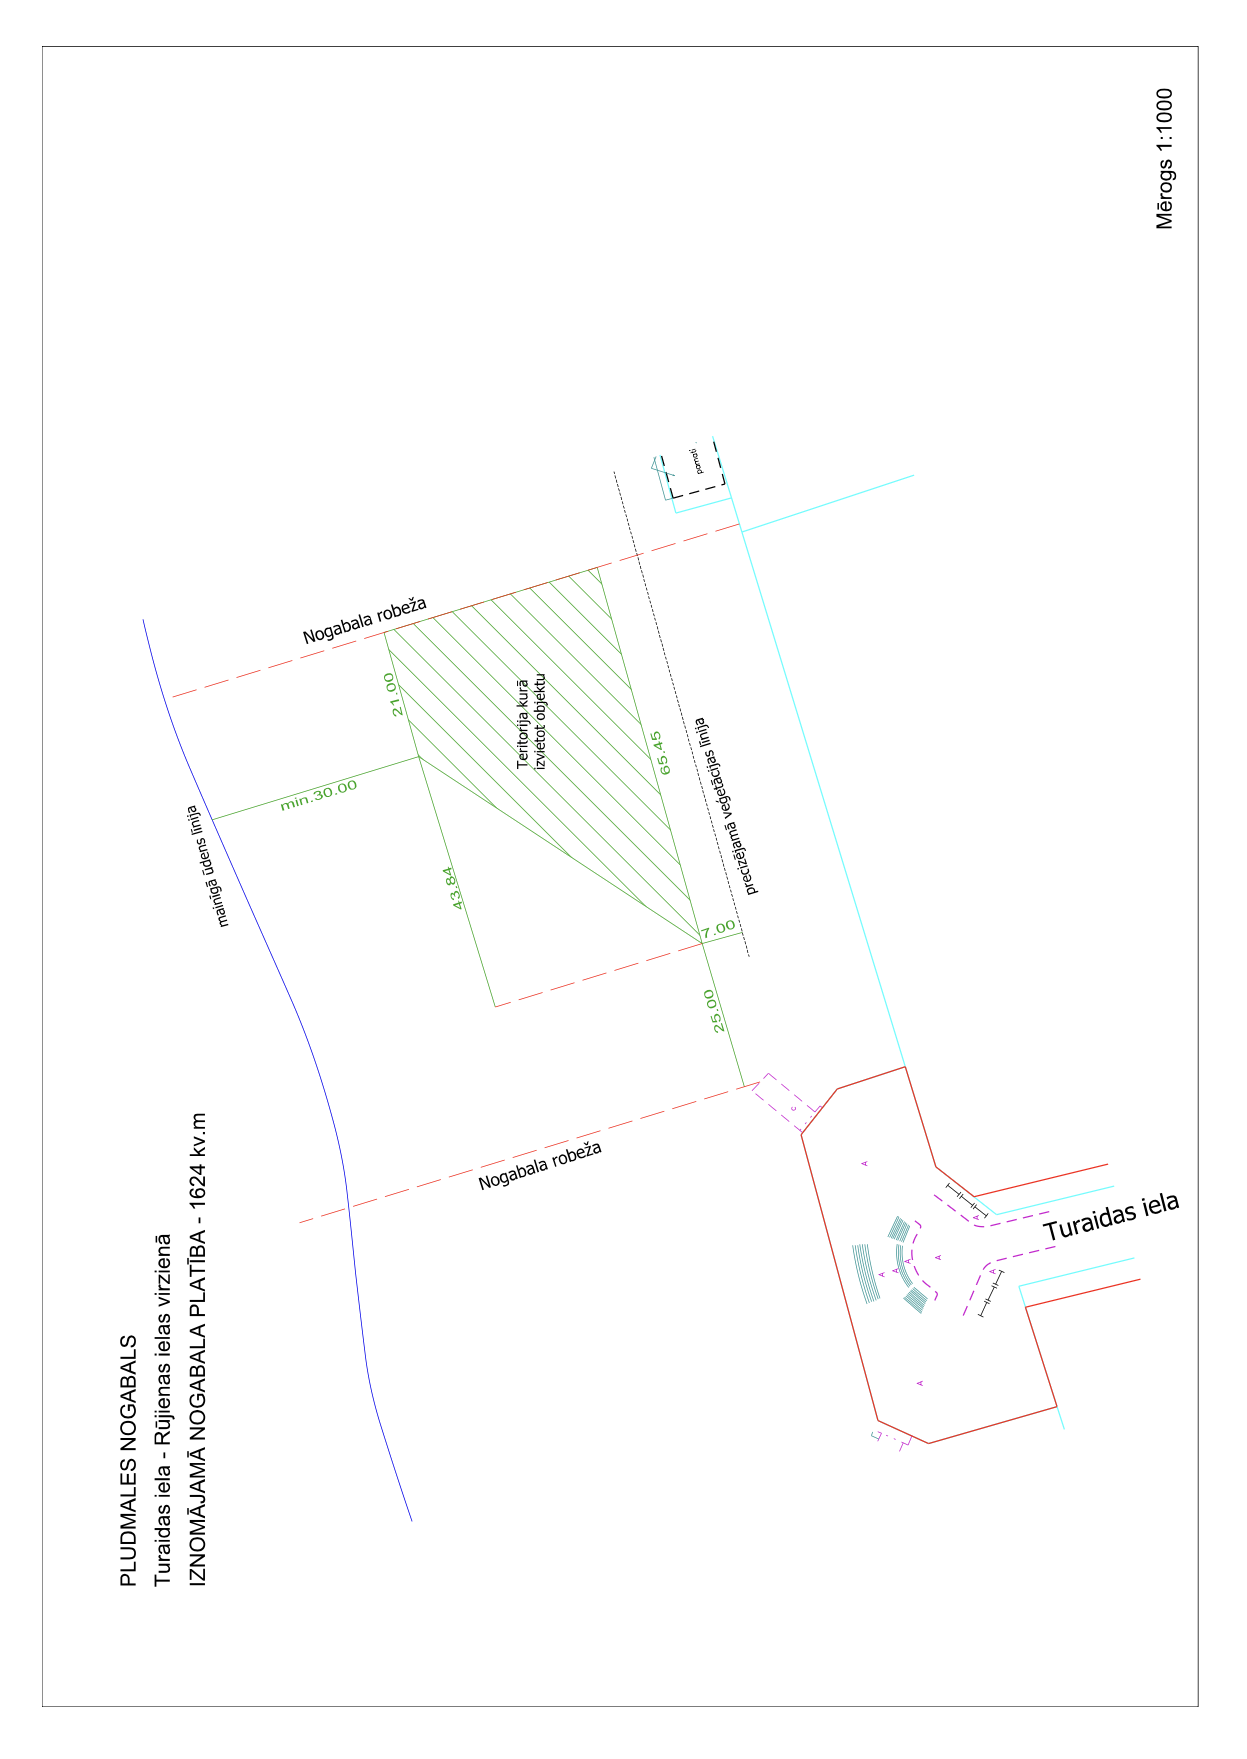 PLUDMALES NOGABALS
Turaidas iela - Rūjienas ielas virzienā
IZNOMĀJAMĀ NOGABALA PLATĪBA - 1624 kv.m
mainīgā ūdens līnija
min.30.00
Nogabala robeža
21.00
43.84
Teritorija kurā
izvietot objektu
65.45
precizējamā veģetācijas līnija
7.00
25.00
Nogabala robeža
pamati
C
A
A
A
A
A
A
A
A
Turaidas iela
Mērogs 1:1000